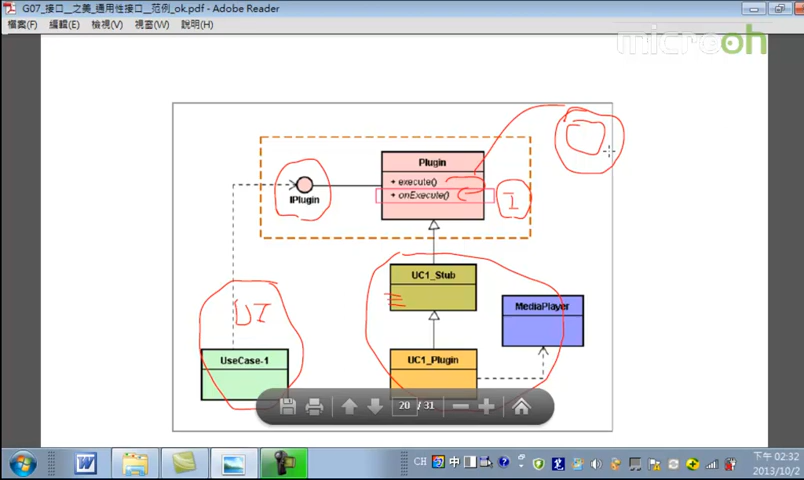 G07_接口__之美_通用性接口__范例_ok.pdf - Adobe Reader
檔案(F) 編輯(E) 檢視(V) 視窗(W) 說明(H)
microoh
Plugin
+ execute()
+ onExecute()
I
IPlugin
UC1_Stub
UI
MediaPlayer
UseCase-1
UC1_Plugin
20 / 31
CH 中
下午 02:32
2013/10/2